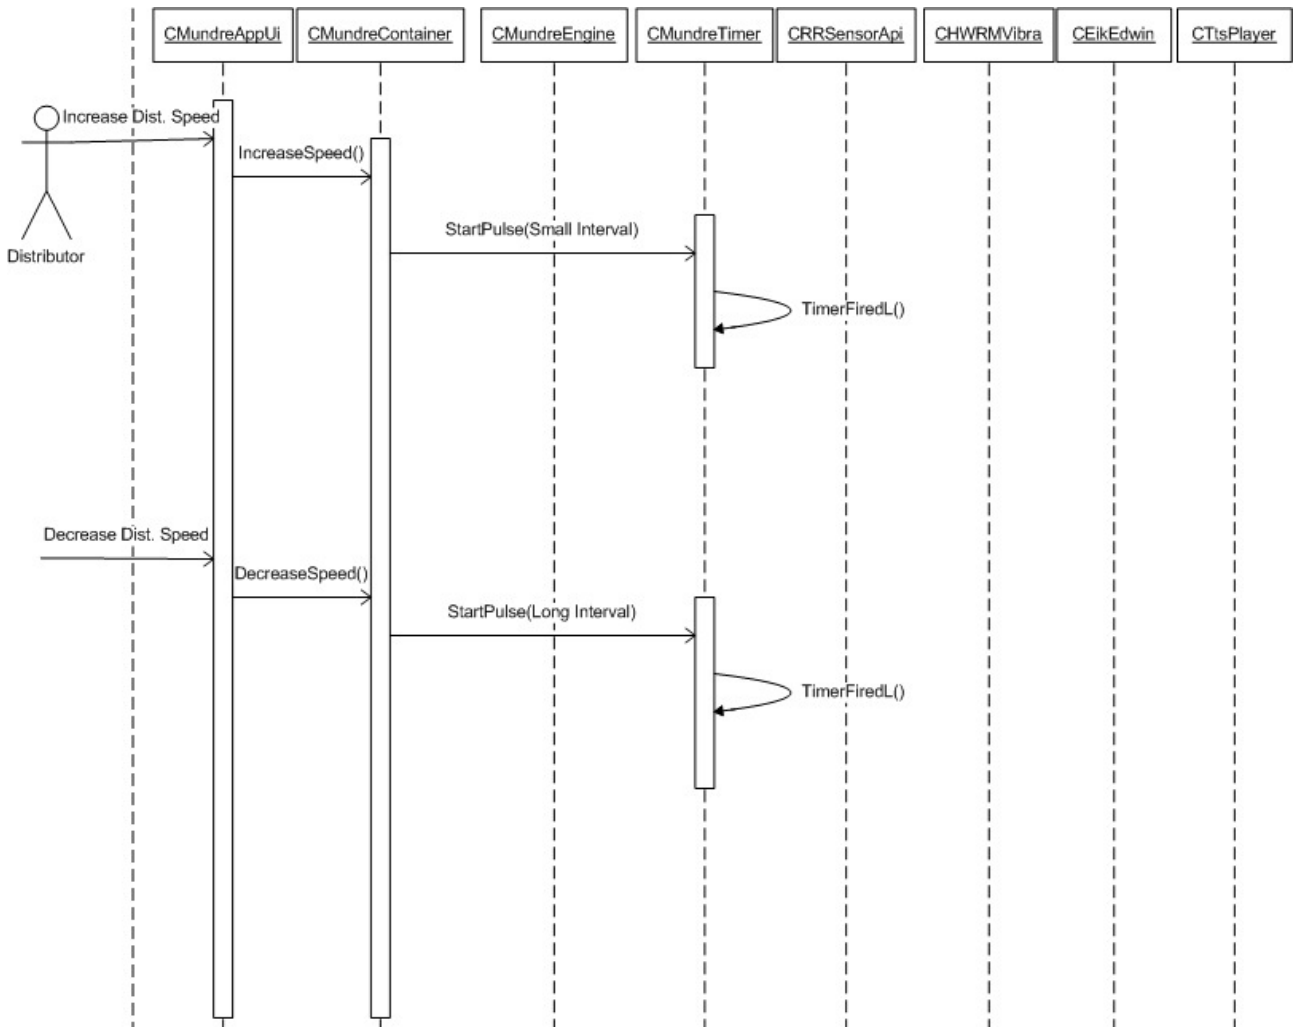 CMundreAppUi
CMundreContainer
CMundreEngine
CMundreTimer
CRRSensorApi
CHWRMVibra
CEikEdwin
CTtsPlayer
Increase Dist. Speed
IncreaseSpeed()
StartPulse(Small Interval)
Distributor
TimerFiredL()
Decrease Dist. Speed
DecreaseSpeed()
StartPulse(Long Interval)
TimerFiredL()